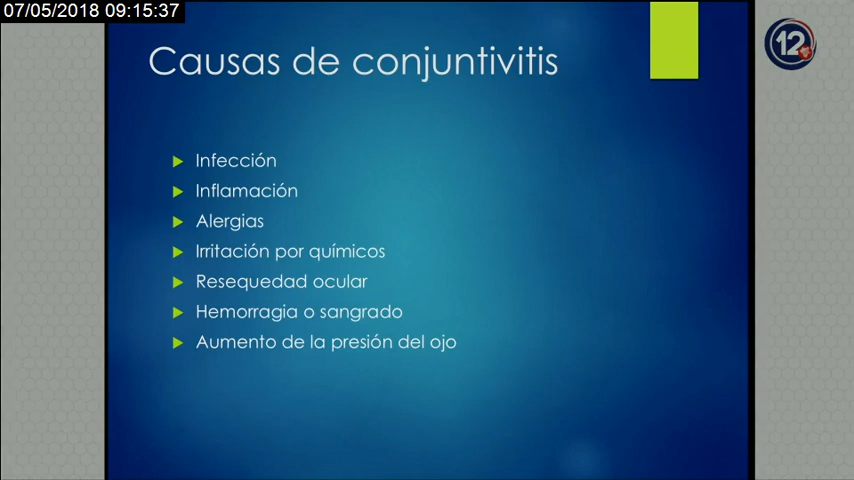 07/05/2018 09:15:37
12
Causas de conjuntivitis
Infección
Inflamación
Alergias
Irritación por químicos
Resequedad ocular
Hemorragia o sangrado
Aumento de la presión del ojo